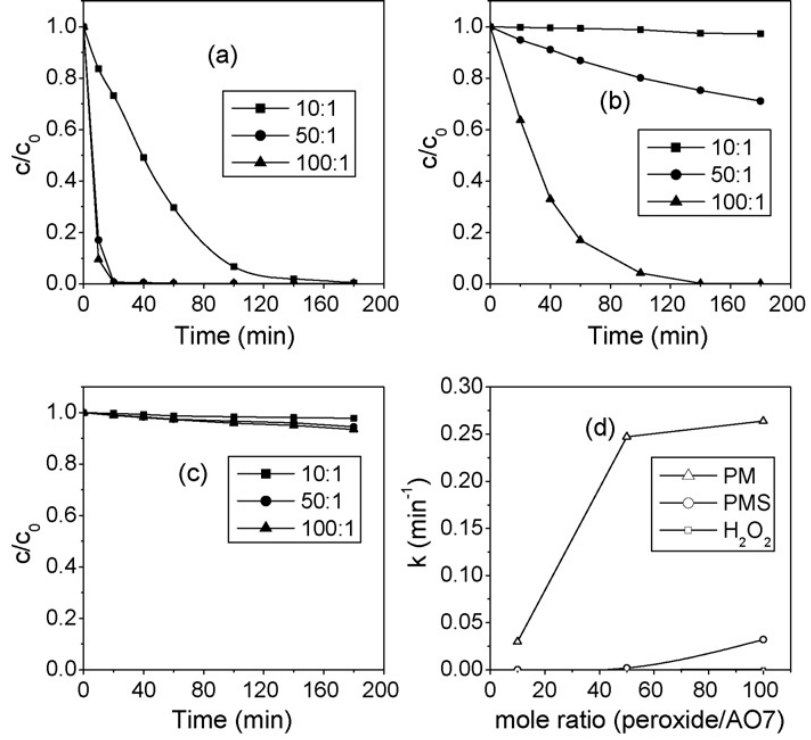 1.0
0.8
0.6
0.4
0.2
0.0
c/c₀
(a)
10:1
50:1
100:1
0 40 80 120 160 200
Time (min)
1.0
0.8
0.6
0.4
0.2
0.0
c/c₀
(b)
10:1
50:1
100:1
0 40 80 120 160 200
Time (min)
1.0
0.8
0.6
0.4
0.2
0.0
c/c₀
(c)
10:1
50:1
100:1
0 40 80 120 160 200
Time (min)
0.30
0.25
0.20
0.15
0.10
0.05
0.00
k (min⁻¹)
(d)
PM
PMS
H₂O₂
0 20 40 60 80 100
mole ratio (peroxide/AO7)